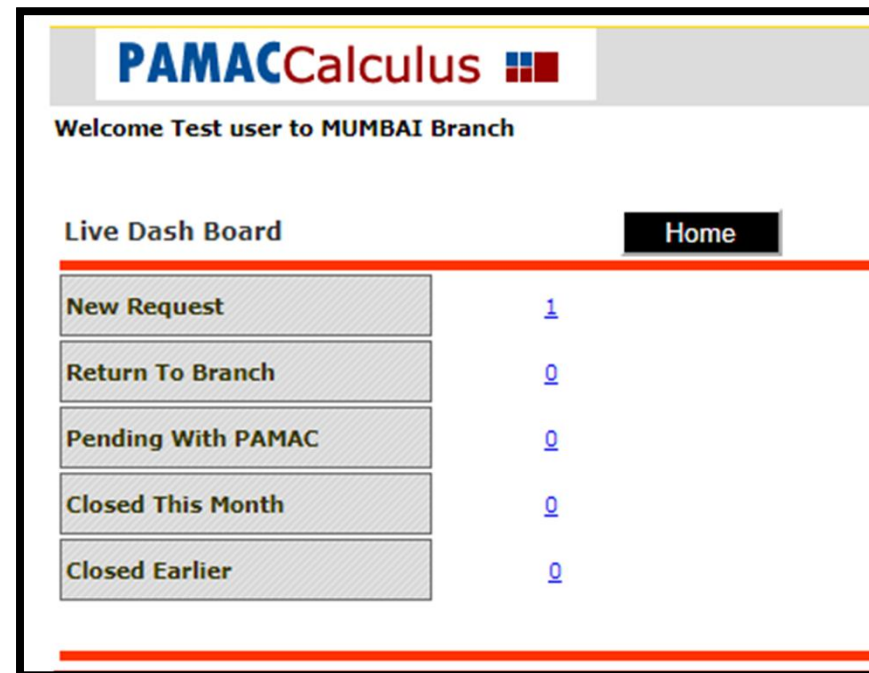 PAMACCalculus
Welcome Test user to MUMBAI Branch
Live Dash Board Home
New Request 1
Return To Branch 0
Pending With PAMAC 0
Closed This Month 0
Closed Earlier 0